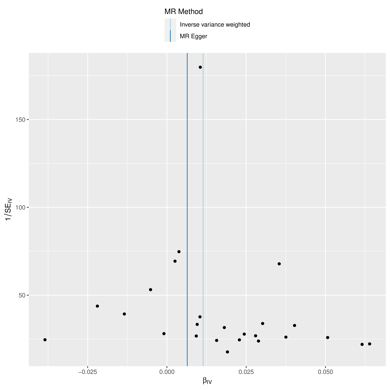 MR Method
Inverse variance weighted
MR Egger
150
100
50
1/SE_IV
-0.025
0.000
0.025
0.050
β_IV